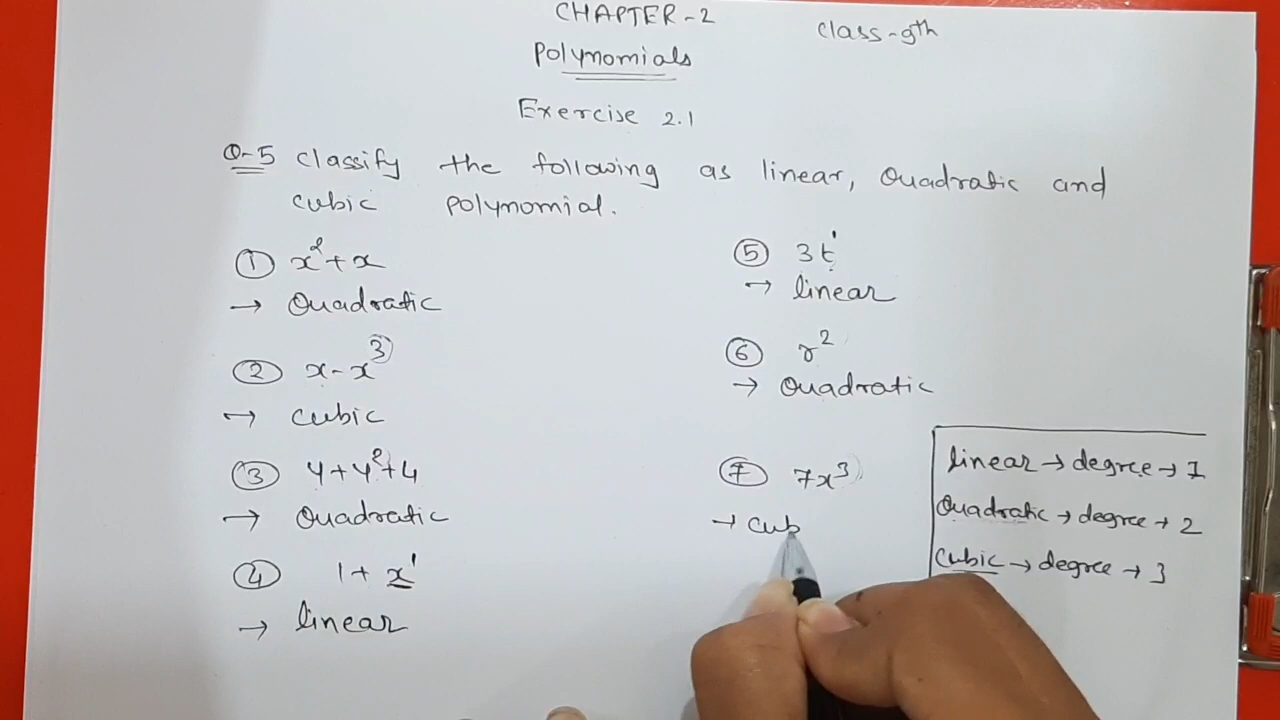 CHAPTER-2
Class-9th
Polynomials
Exercise 2.1
Q-5 Classify the following as linear, Quadratic and
cubic polynomial.
① x²+x
→ Quadratic
② x-x³
→ cubic
③ y+y²+4
→ Quadratic
④ 1+x¹
→ linear
⑤ 3t¹
→ linear
⑥ r²
→ Quadratic
⑦ 7x³
→ cub
linear → degree → 1
Quadratic → degree → 2
cubic → degree → 3